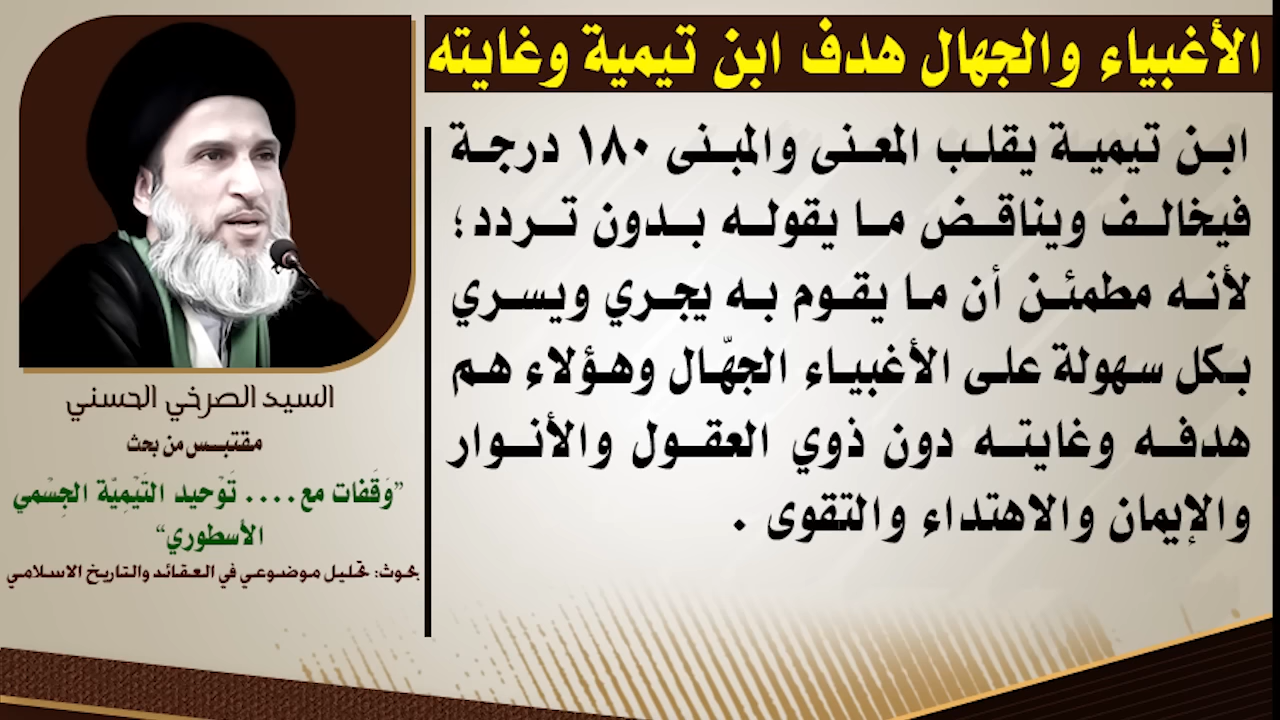 الأغبياء والجهال هدف ابن تيمية وغايته
ابن تيمية يقلب المعنى والمبنى ١٨٠ درجة
فيخالف ويناقض ما يقوله بدون تردد؛
لأنه مطمئن أن ما يقوم به يجري ويسري
بكل سهولة على الأغبياء الجهّال وهؤلاء هم
هدفه وغايته دون ذوي العقول والأنوار
والإيمان والاهتداء والتقوى .
السيد الصرخي الحسني
مقتبس من بحث
”وَقَفات مع.... تَوْحيد التَيْمِيّة الجِسْمي
الأسطوري“
بحوث: تحليل موضوعي في العقائد والتاريخ الاسلامي